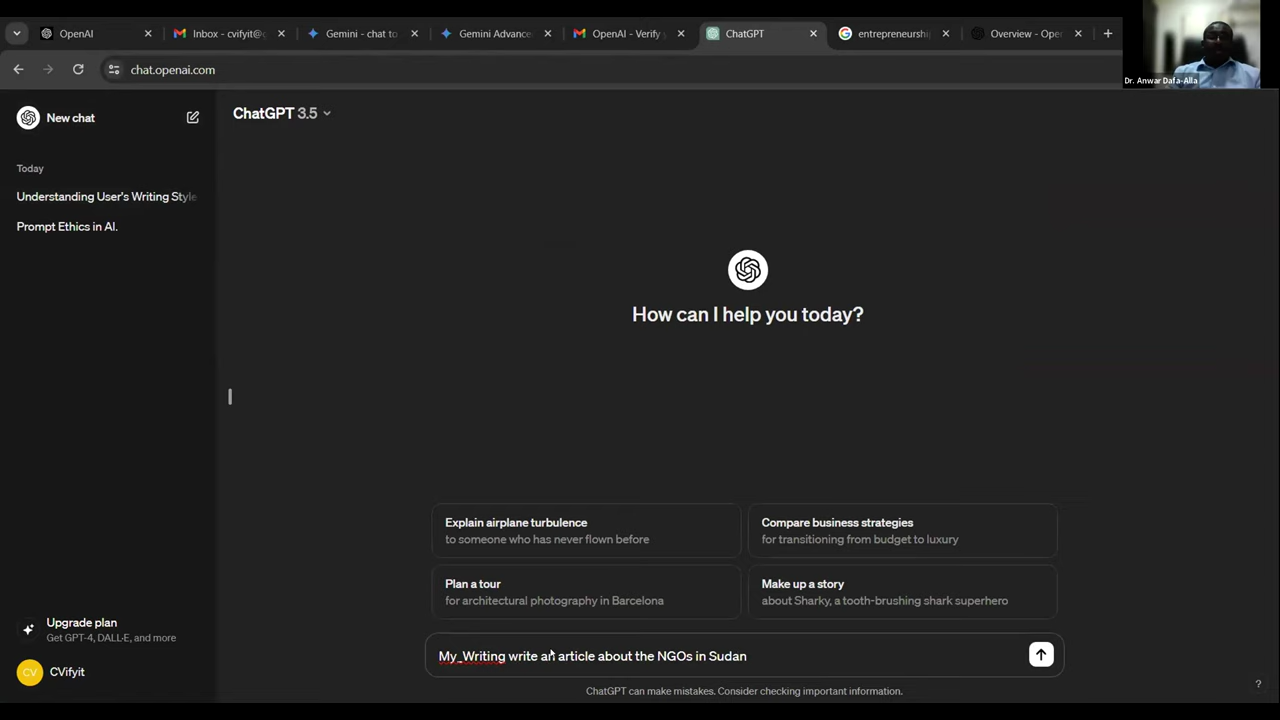 OpenAI
Inbox - cvifyit@g
Gemini - chat to
Gemini Advance
OpenAI - Verify
ChatGPT
entrepreneurshi
Overview - Ope
Dr. Anwar Dafa-Alla
chat.openai.com
New chat
ChatGPT 3.5
Today
Understanding User's Writing Style
Prompt Ethics in AI.
How can I help you today?
Explain airplane turbulence
to someone who has never flown before
Compare business strategies
for transitioning from budget to luxury
Plan a tour
for architectural photography in Barcelona
Make up a story
about Sharky, a tooth-brushing shark superhero
Upgrade plan
Get GPT-4, DALL·E, and more
My_Writing write an article about the NGOs in Sudan
CV
CVifyit
ChatGPT can make mistakes. Consider checking important information.
?